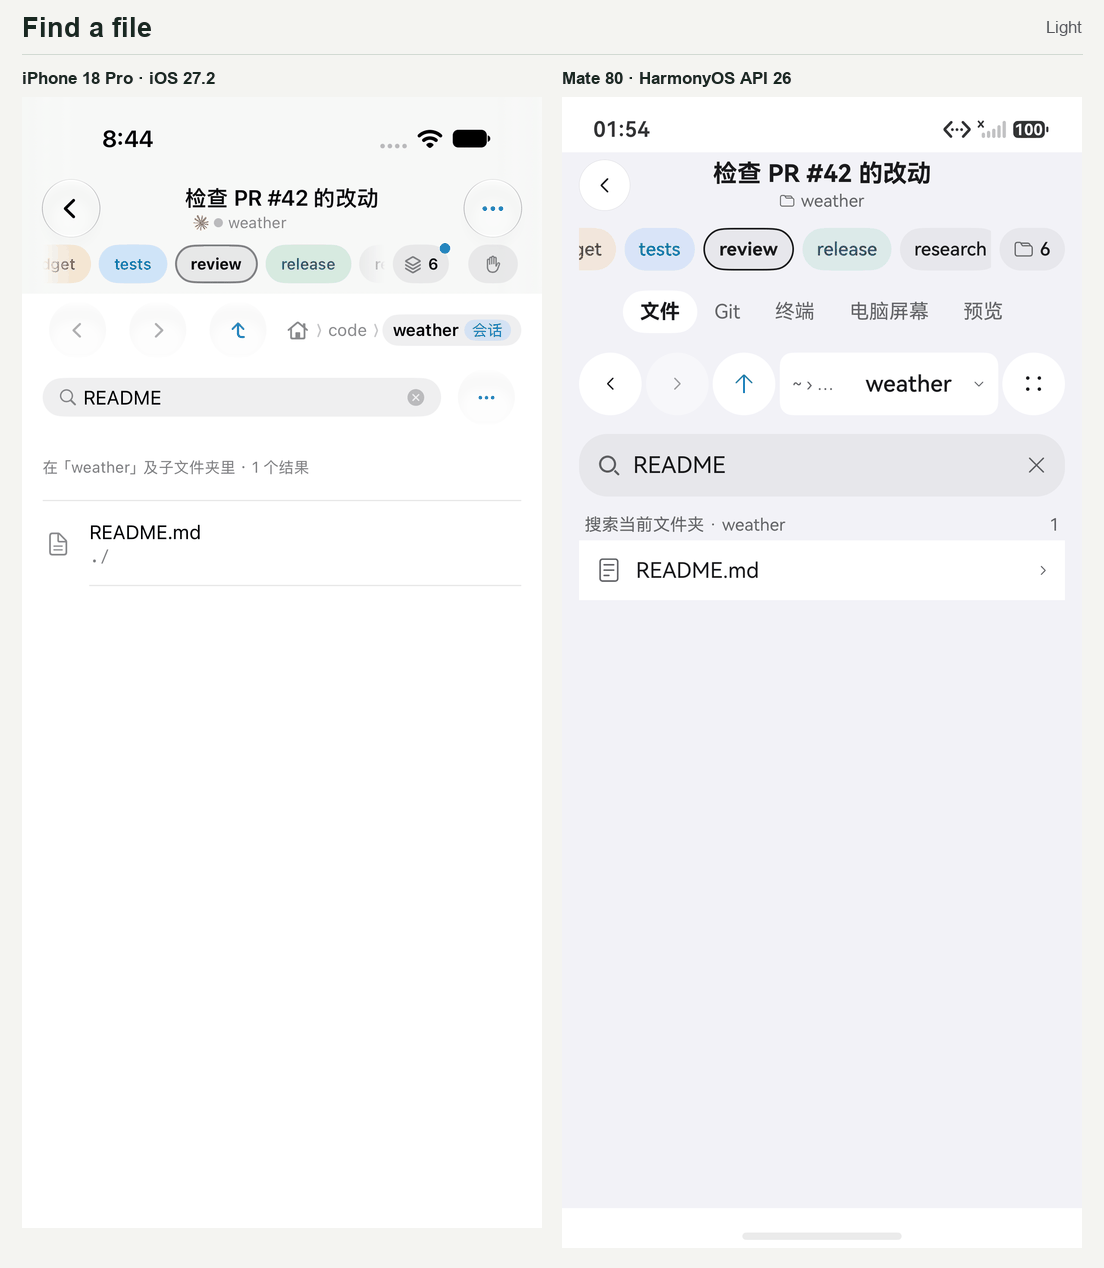 Find a file
Light
iPhone 18 Pro · iOS 27.2
8:44
检查 PR #42 的改动
weather
tests
review
release
6
code
weather 会话
README
在「weather」及子文件夹里 · 1 个结果
README.md
./
Mate 80 · HarmonyOS API 26
01:54
100
检查 PR #42 的改动
weather
tests
review
release
research
6
文件
Git
终端
电脑屏幕
预览
~ › ...
weather
README
搜索当前文件夹 · weather
1
README.md